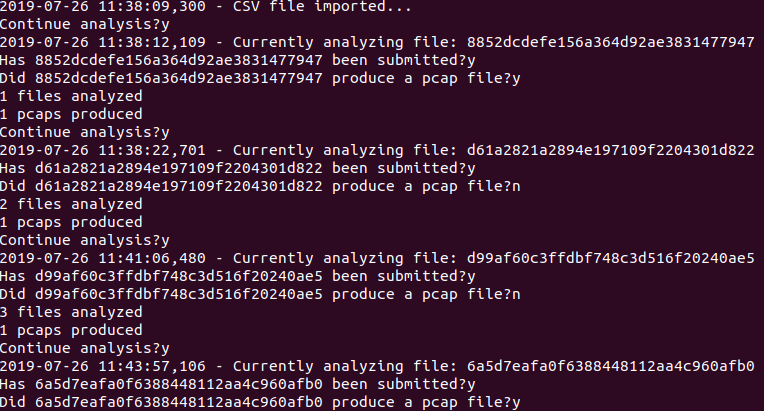 2019-07-26 11:38:09,300 - CSV file imported...
Continue analysis?y
2019-07-26 11:38:12,109 - Currently analyzing file: 8852dcdefe156a364d92ae3831477947
Has 8852dcdefe156a364d92ae3831477947 been submitted?y
Did 8852dcdefe156a364d92ae3831477947 produce a pcap file?y
1 files analyzed
1 pcaps produced
Continue analysis?y
2019-07-26 11:38:22,701 - Currently analyzing file: d61a2821a2894e197109f2204301d822
Has d61a2821a2894e197109f2204301d822 been submitted?y
Did d61a2821a2894e197109f2204301d822 produce a pcap file?n
2 files analyzed
1 pcaps produced
Continue analysis?y
2019-07-26 11:41:06,480 - Currently analyzing file: d99af60c3ffdbf748c3d516f20240ae5
Has d99af60c3ffdbf748c3d516f20240ae5 been submitted?y
Did d99af60c3ffdbf748c3d516f20240ae5 produce a pcap file?n
3 files analyzed
1 pcaps produced
Continue analysis?y
2019-07-26 11:43:57,106 - Currently analyzing file: 6a5d7eafa0f6388448112aa4c960afb0
Has 6a5d7eafa0f6388448112aa4c960afb0 been submitted?y
Did 6a5d7eafa0f6388448112aa4c960afb0 produce a pcap file?y